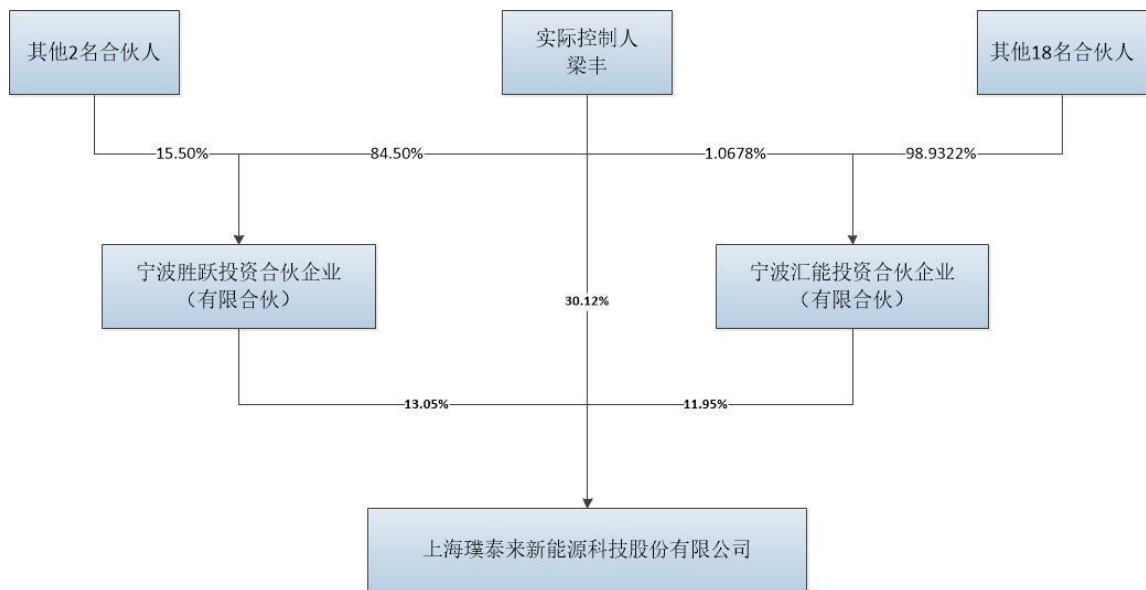 其他2名合伙人
实际控制人
梁丰
其他18名合伙人
15.50%
84.50%
1.0678%
98.9322%
宁波胜跃投资合伙企业
（有限合伙）
宁波汇能投资合伙企业
（有限合伙）
30.12%
13.05%
11.95%
上海璞泰来新能源科技股份有限公司